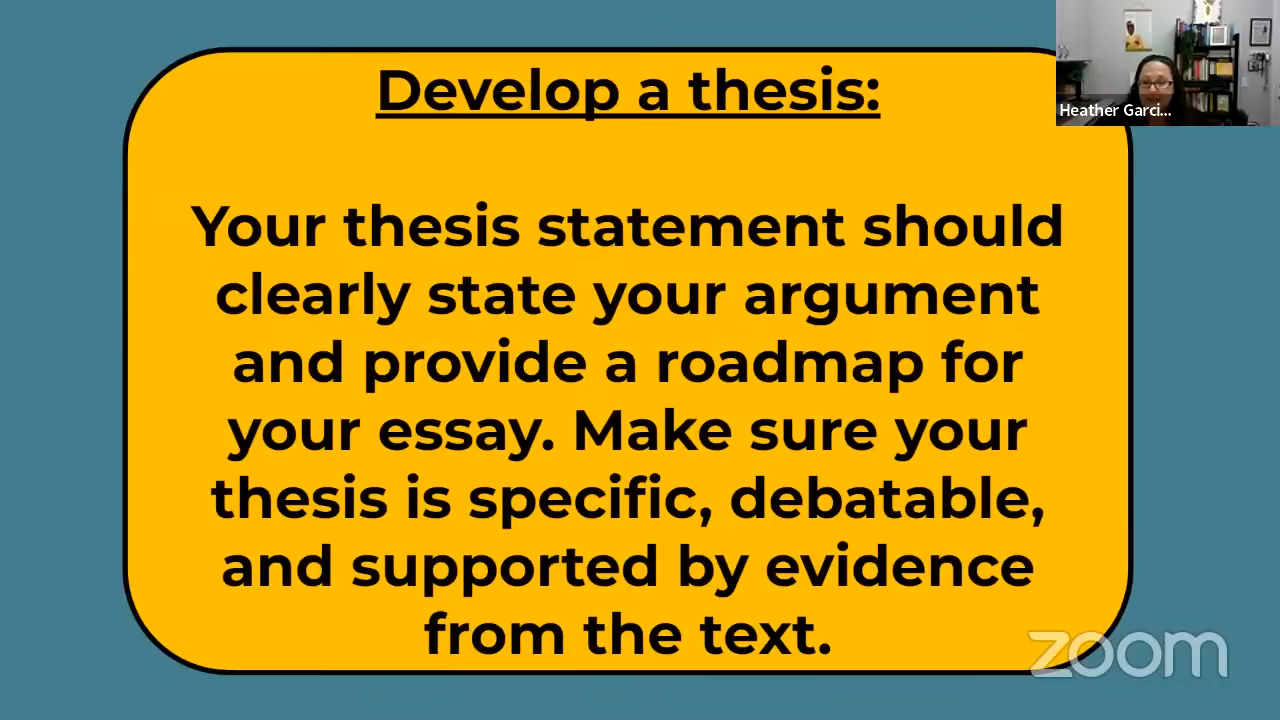 Develop a thesis:
Heather Garci...
Your thesis statement should
clearly state your argument
and provide a roadmap for
your essay. Make sure your
thesis is specific, debatable,
and supported by evidence
from the text.
zoom